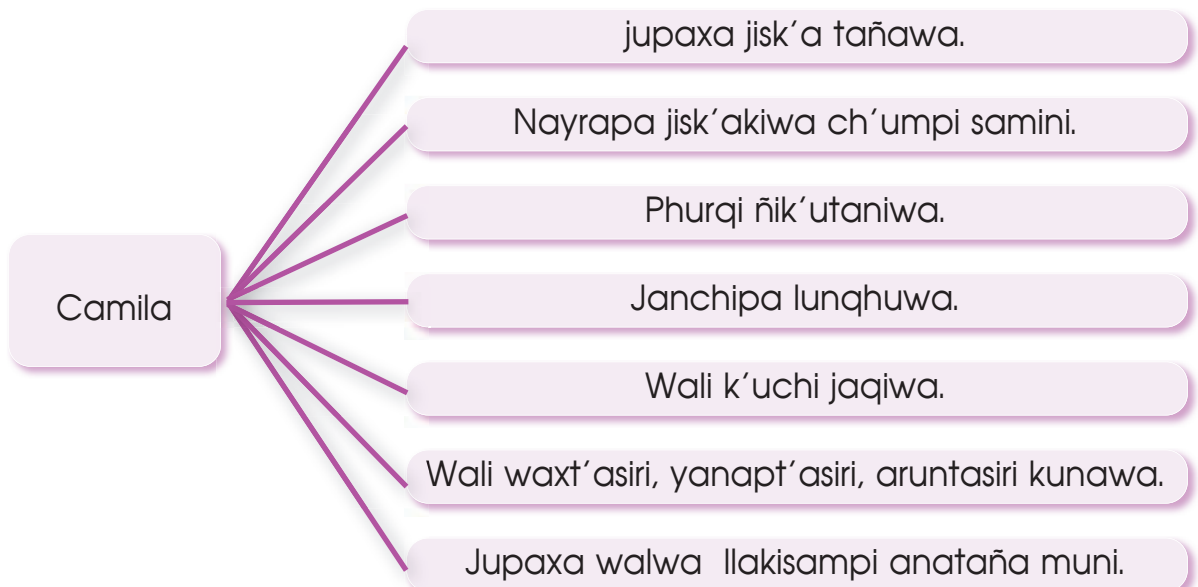 jupaxa jisk´a tañawa.
Nayrapa jisk´akiwa ch´umpi samini.
Phurqi ñik´utaniwa.
Camila
Janchipa lunqhuwa.
Wali k´uchi jaqiwa.
Wali waxt´asiri, yanapt´asiri, aruntasiri kunawa.
Jupaxa walwa llakisampi anataña muni.